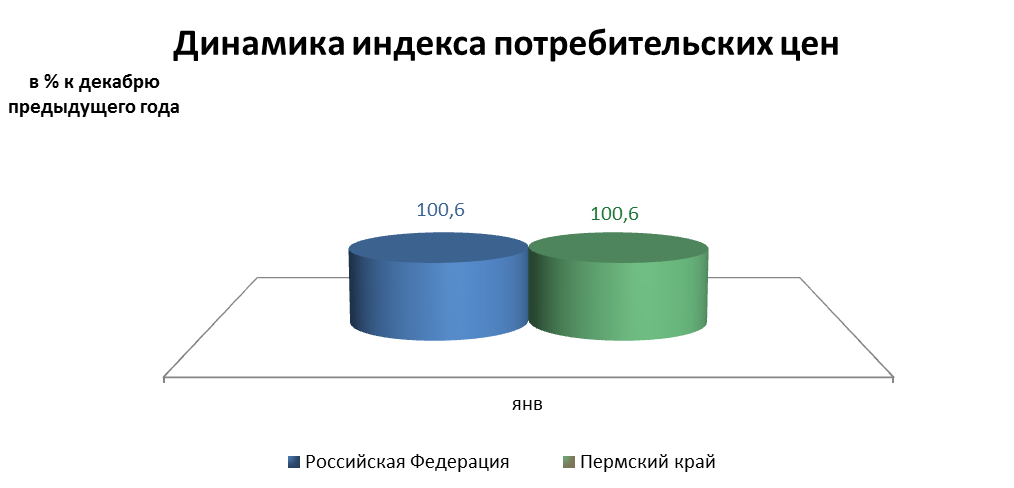 Динамика индекса потребительских цен
в % к декабрю
предыдущего года
100,6
100,6
янв
Российская Федерация
Пермский край